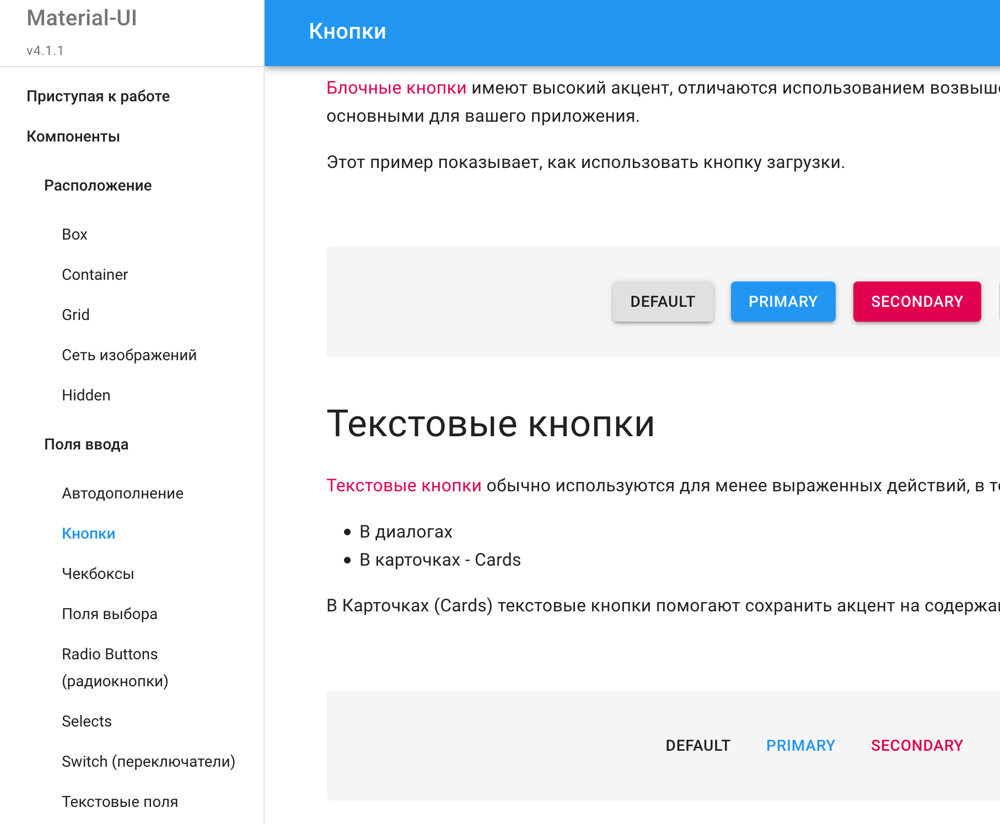 Material-UI
v4.1.1
Приступая к работе
Компоненты
Расположение
Box
Container
Grid
Сеть изображений
Hidden
Поля ввода
Автодополнение
Кнопки
Чекбоксы
Поля выбора
Radio Buttons
(радиокнопки)
Selects
Switch (переключатели)
Текстовые поля
Кнопки
Блочные кнопки имеют высокий акцент, отличаются использованием
основными для вашего приложения.
Этот пример показывает, как использовать кнопку загрузки.
DEFAULT PRIMARY SECONDARY
Текстовые кнопки
Текстовые кнопки обычно используются для менее выраженных действий, в
• В диалогах
• В карточках - Cards
В Карточках (Cards) текстовые кнопки помогают сохранить акцент на
DEFAULT PRIMARY SECONDARY